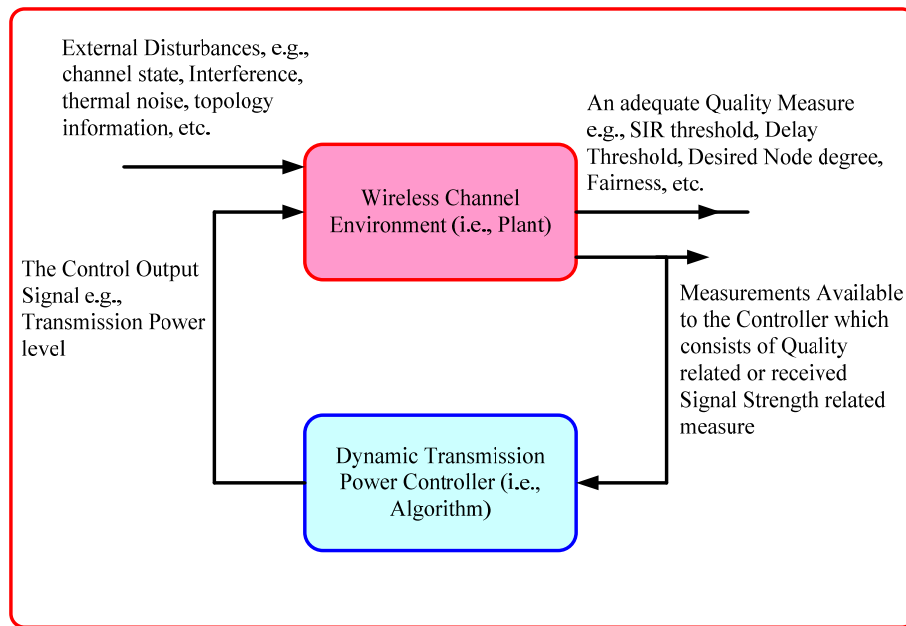 External Disturbances, e.g.,
channel state, Interference,
thermal noise, topology
information, etc.
An adequate Quality Measure
e.g., SIR threshold, Delay
Threshold, Desired Node degree,
Fairness, etc.
Wireless Channel
Environment (i.e., Plant)
The Control Output
Signal e.g.,
Transmission Power
level
Measurements Available
to the Controller which
consists of Quality
related or received
Signal Strength related
measure
Dynamic Transmission
Power Controller (i.e.,
Algorithm)